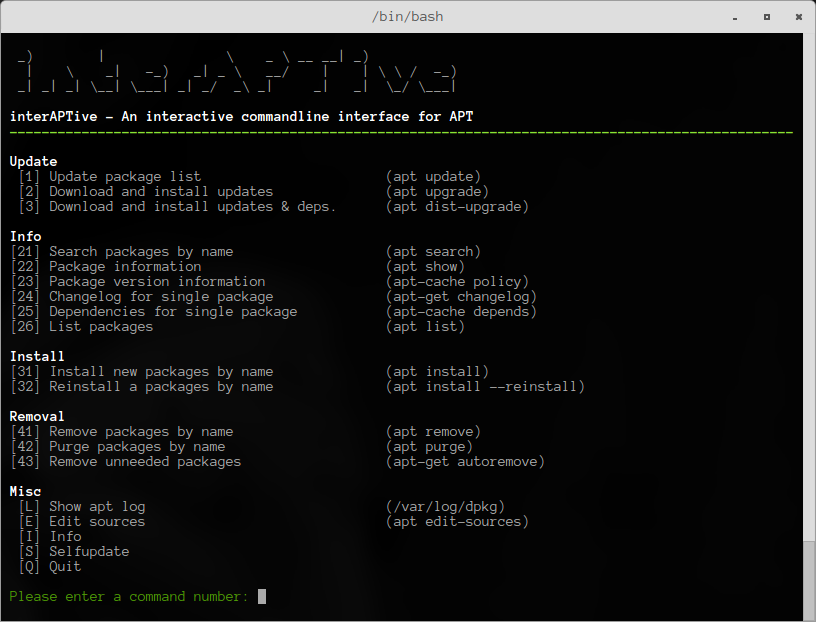 /bin/bash
interAPTive
interAPTive - An interactive commandline interface for APT
Update
[1] Update package list (apt update)
[2] Download and install updates (apt upgrade)
[3] Download and install updates & deps. (apt dist-upgrade)
Info
[21] Search packages by name (apt search)
[22] Package information (apt show)
[23] Package version information (apt-cache policy)
[24] Changelog for single package (apt-get changelog)
[25] Dependencies for single package (apt-cache depends)
[26] List packages (apt list)
Install
[31] Install new packages by name (apt install)
[32] Reinstall a packages by name (apt install --reinstall)
Removal
[41] Remove packages by name (apt remove)
[42] Purge packages by name (apt purge)
[43] Remove unneeded packages (apt-get autoremove)
Misc
[L] Show apt log (/var/log/dpkg)
[E] Edit sources (apt edit-sources)
[I] Info
[S] Selfupdate
[Q] Quit
Please enter a command number: